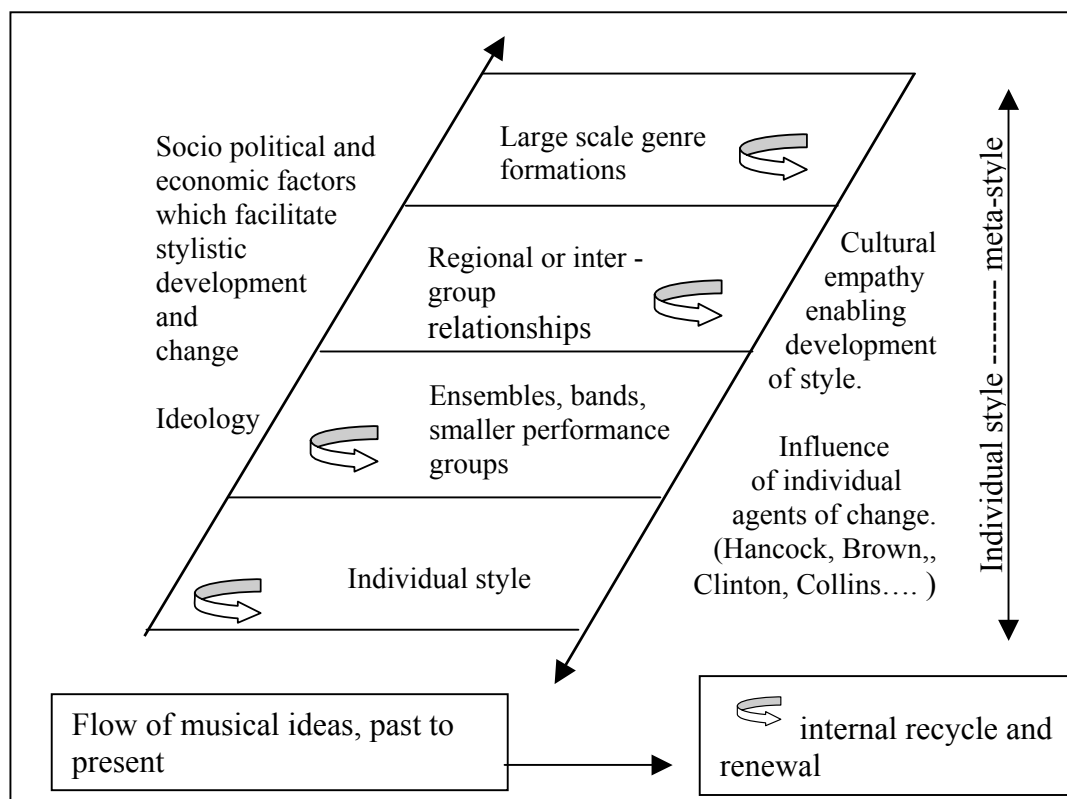 Large scale genre
formations
Socio political and
economic factors
which facilitate
stylistic
development
and
change
Ideology
Regional or inter -
group
relationships
Ensembles, bands,
smaller performance
groups
Individual style
Cultural
empathy
enabling
development
of style.
Influence
of individual
agents of change.
(Hancock, Brown,,
Clinton, Collins…. )
Individual style ---------- meta-style
Flow of musical ideas, past to
present
internal recycle and
renewal